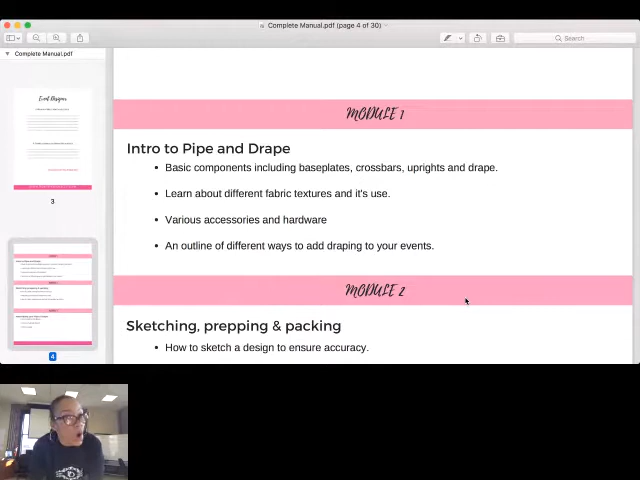 Complete Manual.pdf (page 4 of 30)
Search
Complete Manual.pdf
Event Designer
3
4
MODULE 1
Intro to Pipe and Drape
• Basic components including baseplates, crossbars, uprights and drape.
• Learn about different fabric textures and it's use.
• Various accessories and hardware
• An outline of different ways to add draping to your events.
MODULE 2
Sketching, prepping & packing
• How to sketch a design to ensure accuracy.